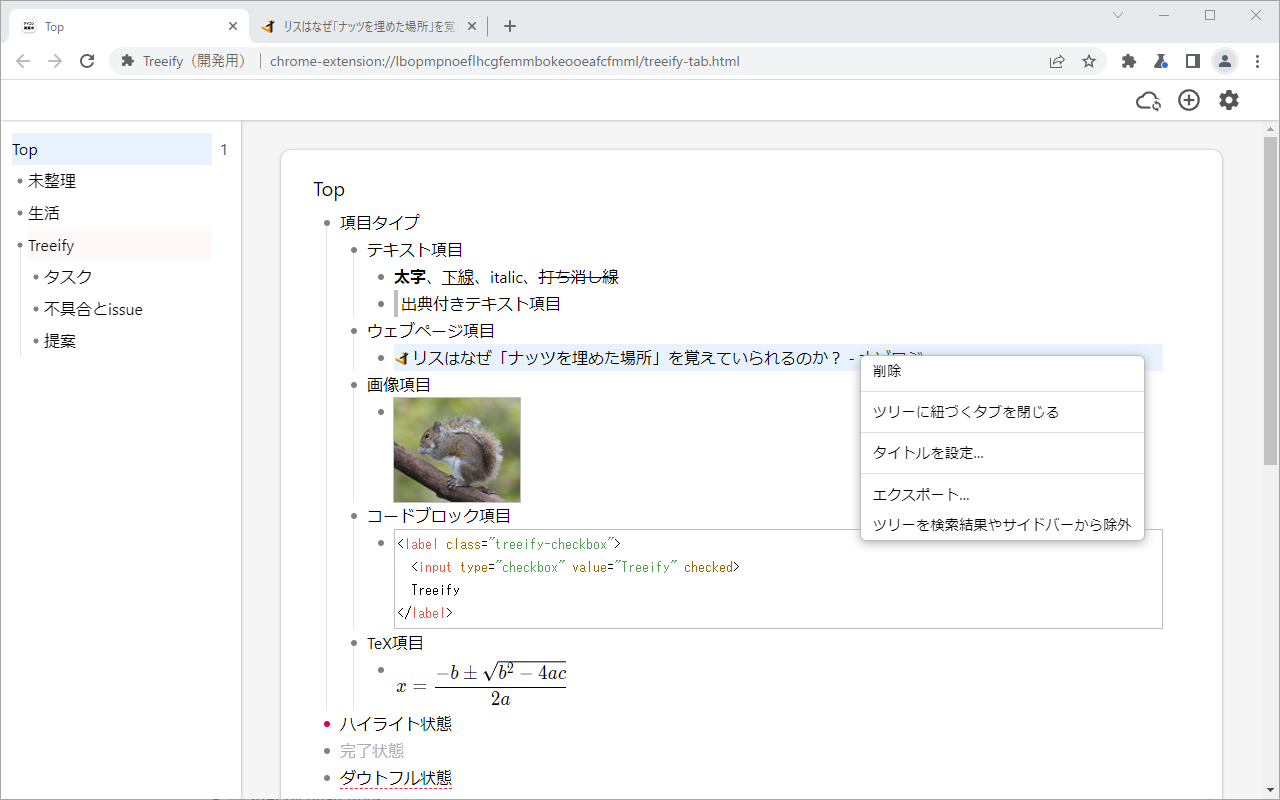 Top
リスはなぜ「ナッツを埋めた場所」を覚
Treeify（開発用）
chrome-extension://lbopmpnoeflhcgfemmbokeooeafcfmml/treeify-tab.html
Top 1
未整理
生活
Treeify
タスク
不具合とissue
提案
Top
項目タイプ
テキスト項目
太字、下線、italic、打ち消し線
出典付きテキスト項目
ウェブページ項目
リスはなぜ「ナッツを埋めた場所」を覚えていられるのか？ -
画像項目
コードブロック項目
<label class="treeify-checkbox">
<input type="checkbox" value="Treeify" checked>
Treeify
</label>
TeX項目
x = \frac{-b ± \sqrt{b^2 − 4ac}}{2a}
ハイライト状態
完了状態
ダウトフル状態
削除
ツリーに紐づくタブを閉じる
タイトルを設定...
エクスポート...
ツリーを検索結果やサイドバーから除外